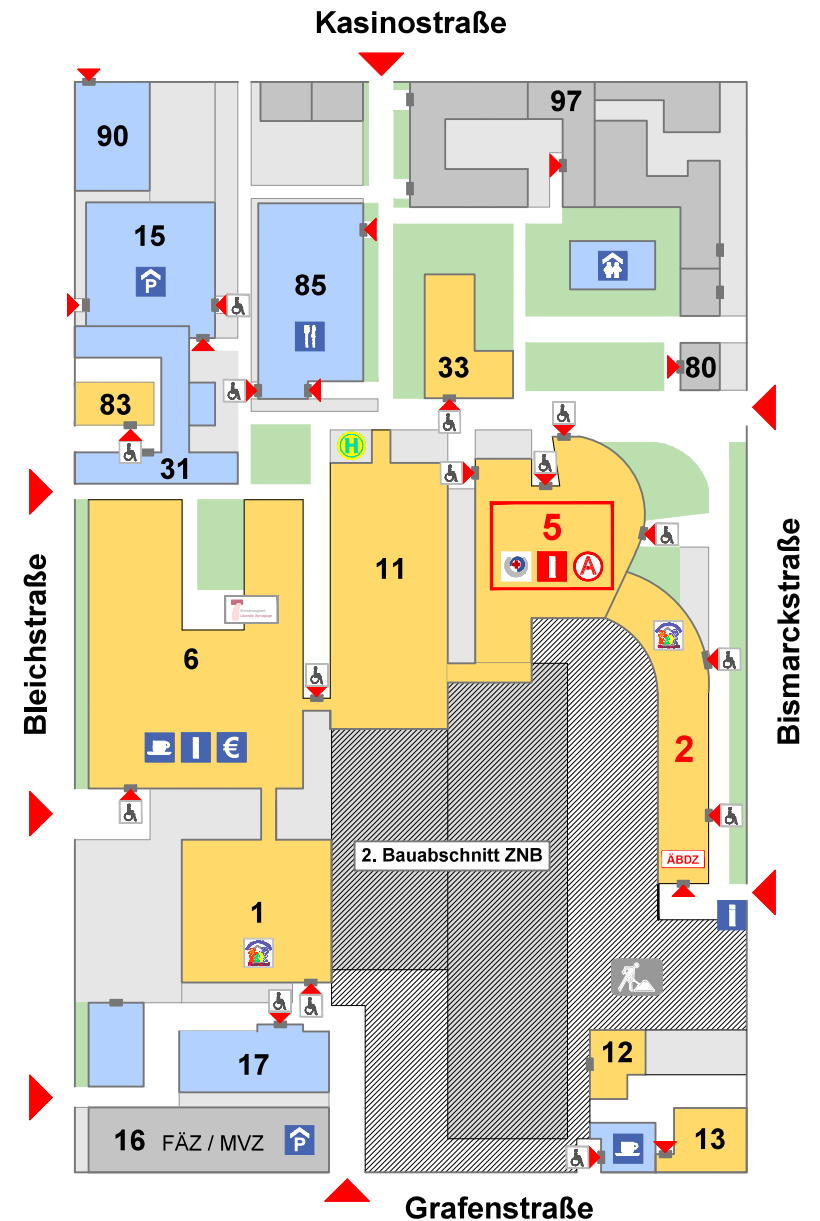 Kasinostraße
97
90
15
P
85
33
80
83
H
31
5
A
11
Bleichstraße
Bismarckstraße
6
€
2
2. Bauabschnitt ZNB
ÄBDZ
1
i
12
17
16 FÄZ / MVZ P
13
Grafenstraße